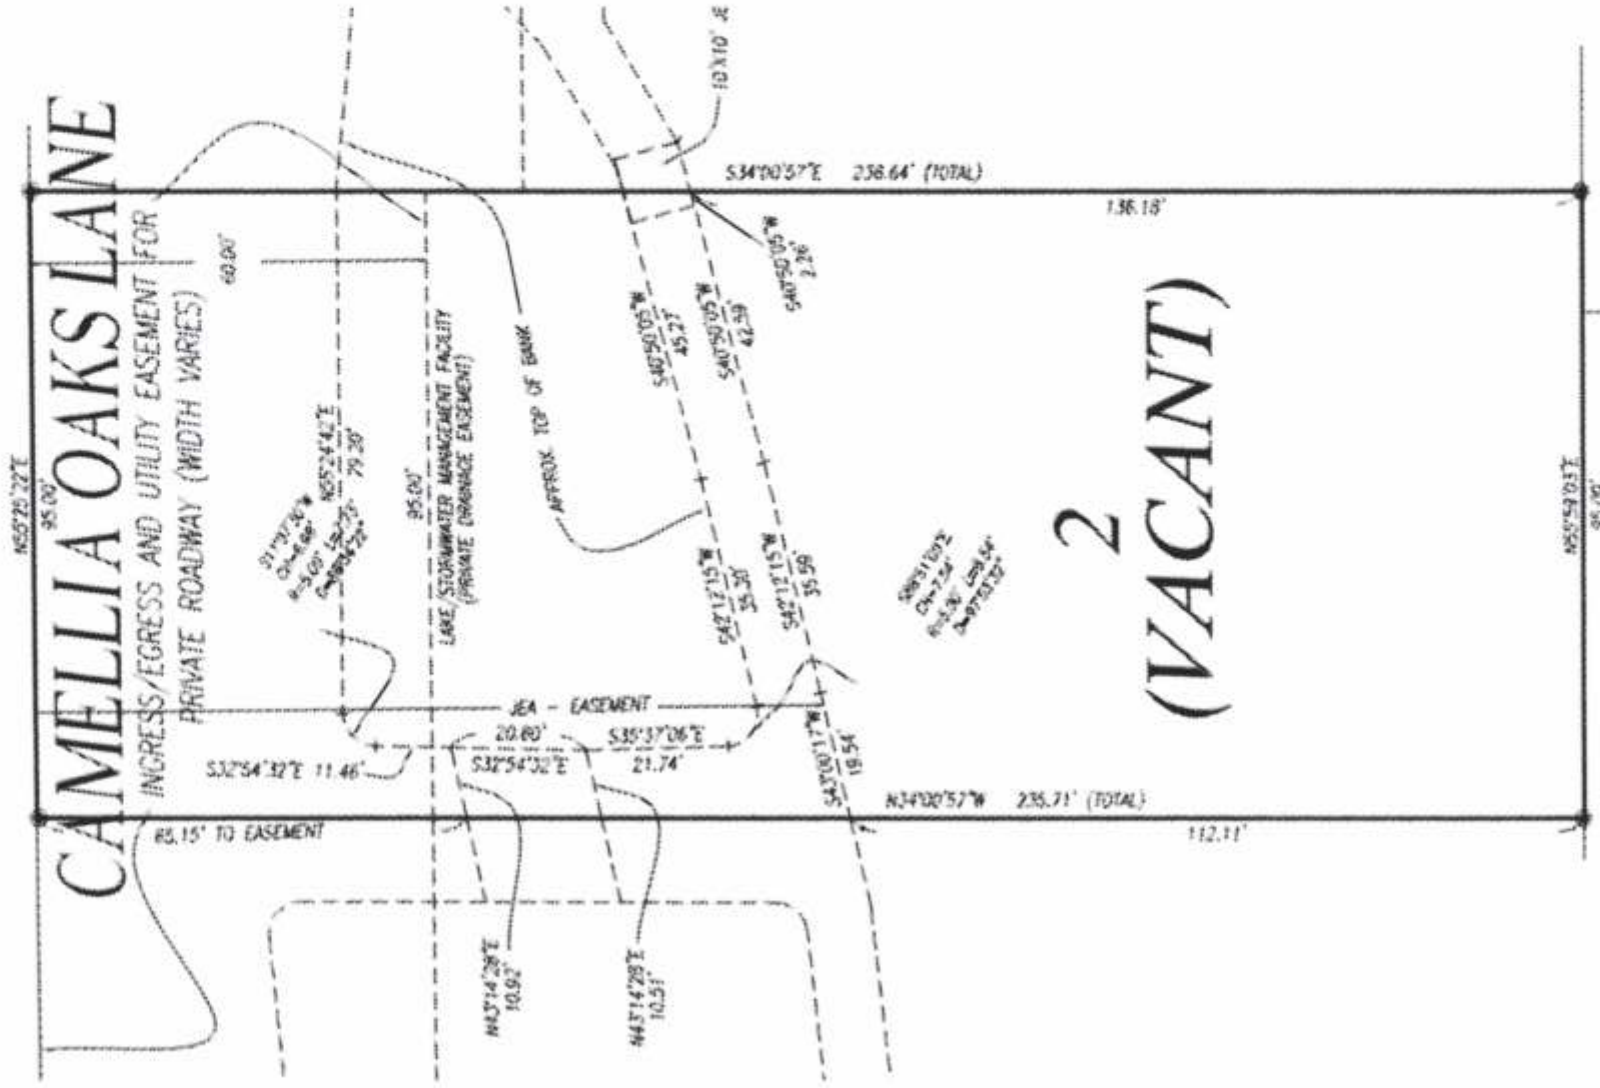 CAMELLIA OAKS LANE
INGRESS/EGRESS AND UTILITY EASEMENT FOR
PRIVATE ROADWAY (WIDTH VARIES)
N55°25'22"E
95.00'
60.00'
N55°24'42"E
79.20'
95.00'
LAKE/STORMWATER MANAGEMENT FACILITY
(PRIVATE DRAINAGE EASEMENT)
APPROX TOP OF BANK
10'X10' JE
S34°00'57"E 236.64' (TOTAL)
136.18'
S40°50'05"W
2.26'
S40°50'05"W
45.27'
S40°50'05"W
42.59'
S42°12'15"W
35.30'
S42°12'15"W
35.59'
JEA - EASEMENT
20.60'
S32°54'32"E
S35°37'06"E
21.74'
S32°54'32"E 11.46'
S43°00'17"W
19.54'
N34°00'57"W 235.71' (TOTAL)
112.11'
65.15' TO EASEMENT
N43°14'28"E
10.92'
N43°14'28"E
10.51'
2
(VACANT)
N55°59'03"E